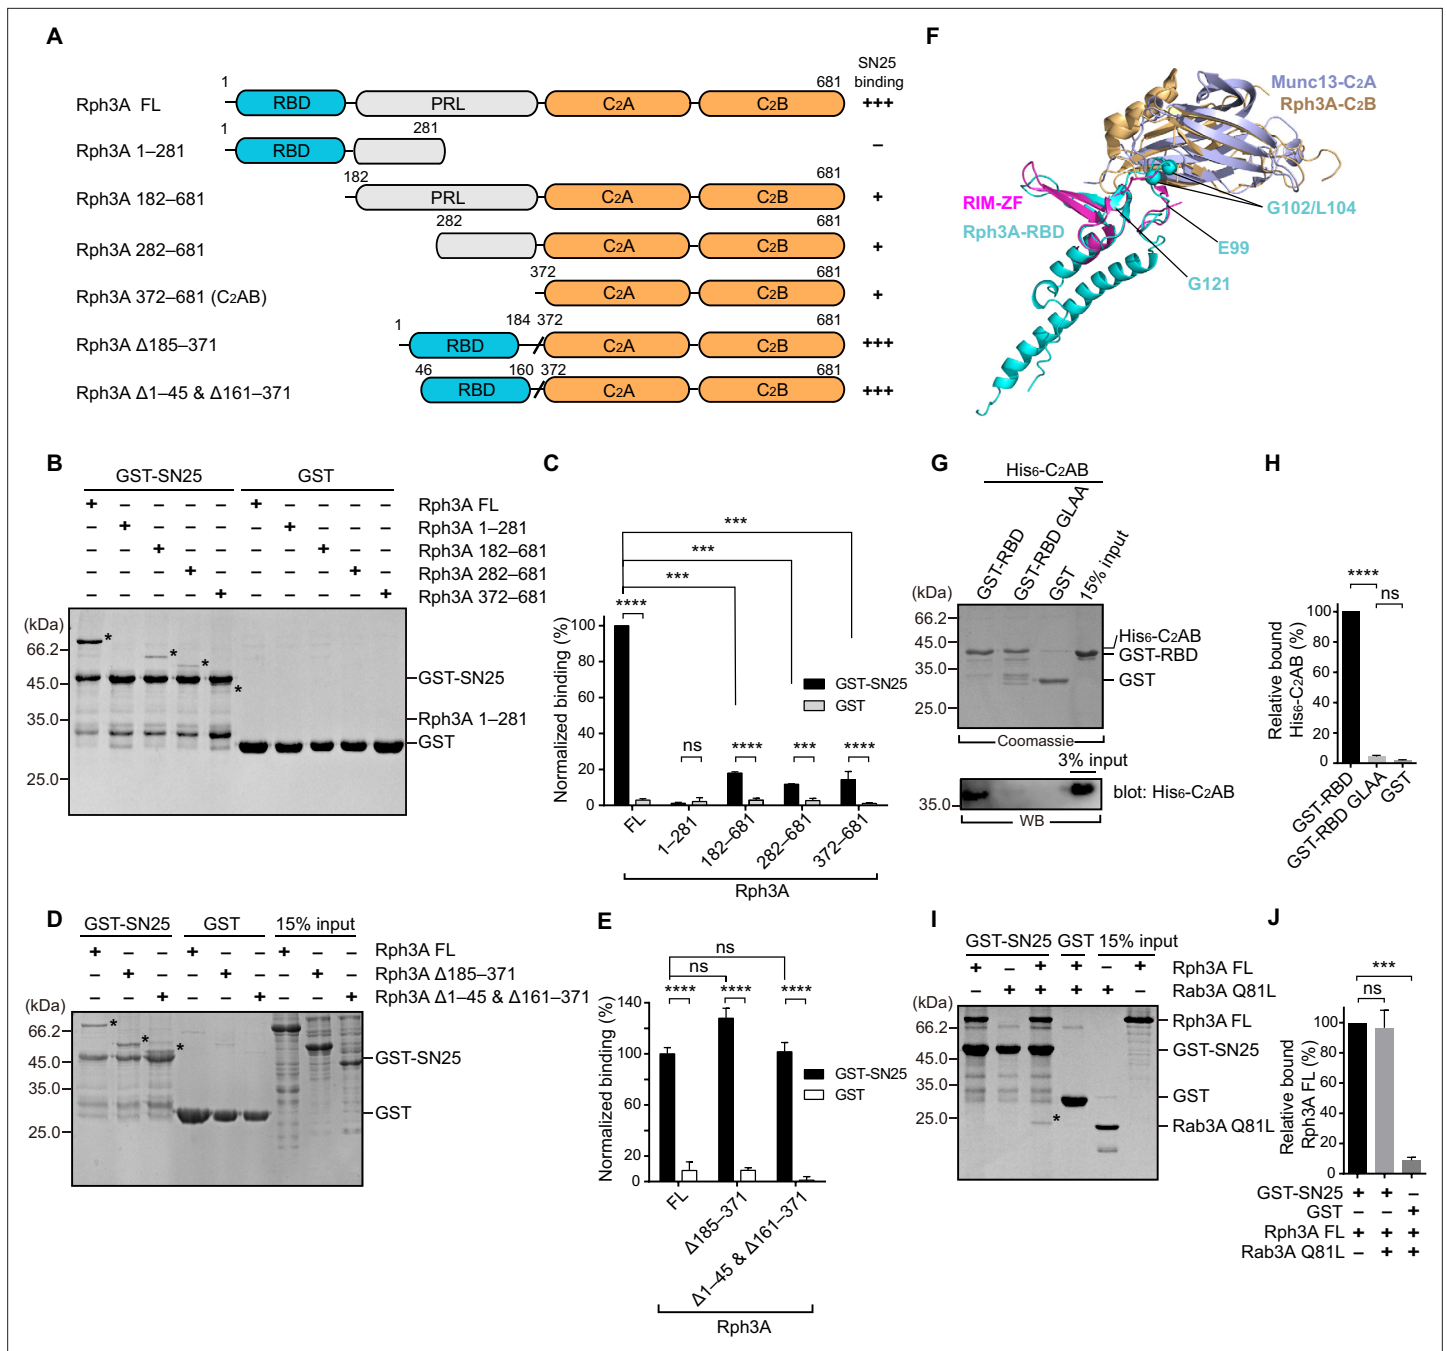 A
SN25
binding
Rph3A FL
1
RBD
PRL
C2A
C2B
681
+++
Rph3A 1–281
1
RBD
281
–
Rph3A 182–681
182
PRL
C2A
C2B
681
+
Rph3A 282–681
282
C2A
C2B
681
+
Rph3A 372–681 (C2AB)
372
C2A
C2B
681
+
Rph3A Δ185–371
1
RBD
184
372
C2A
C2B
681
+++
Rph3A Δ1–45 & Δ161–371
46
RBD
160
372
C2A
C2B
681
+++
F
Munc13-C2A
Rph3A-C2B
RIM-ZF
Rph3A-RBD
G102/L104
E99
G121
B
GST-SN25 GST
+ – – – – + – – – – Rph3A FL
– + – – – – + – – – Rph3A 1–281
– – + – – – – + – – Rph3A 182–681
– – – + – – – – + – Rph3A 282–681
– – – – + – – – – + Rph3A 372–681
(kDa)
66.2
45.0
35.0
25.0
* * * *
GST-SN25
Rph3A 1–281
GST
C
Normalized binding (%)
100
80
60
40
20
0
***
***
***
****
ns
****
***
****
GST-SN25
GST
FL
1–281
182–681
282–681
372–681
Rph3A
G
His6-C2AB
GST-RBD
GST-RBD GLAA
GST
15% input
(kDa)
66.2
45.0
35.0
25.0
His6-C2AB
GST-RBD
GST
Coomassie
3% input
35.0
blot: His6-C2AB
WB
H
Relative bound
His6-C2AB (%)
100
80
60
40
20
0
****
ns
GST-RBD
GST-RBD GLAA
GST
D
GST-SN25 GST 15% input
+ – – + – – + – – Rph3A FL
– + – – + – – + – Rph3A Δ185–371
– – + – – + – – + Rph3A Δ1–45 & Δ161–371
(kDa)
66.2
45.0
35.0
25.0
* * *
GST-SN25
GST
E
Normalized binding (%)
140
100
80
60
40
20
0
ns
ns
****
****
****
GST-SN25
GST
FL
Δ185–371
Δ1–45 & Δ161–371
Rph3A
I
GST-SN25 GST 15% input
+ – + + – + Rph3A FL
– + + + + – Rab3A Q81L
(kDa)
66.2
45.0
35.0
25.0
*
Rph3A FL
GST-SN25
GST
Rab3A Q81L
J
Relative bound
Rph3A FL (%)
100
80
60
40
20
0
***
ns
GST-SN25 + + –
GST – – +
Rph3A FL + + +
Rab3A Q81L – + +